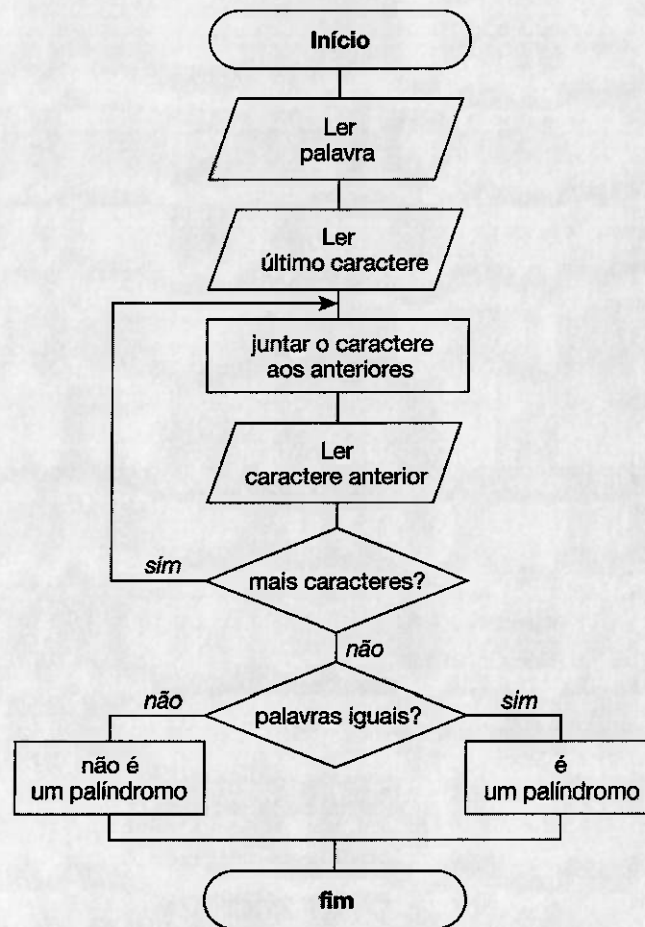 Início
Ler
palavra
Ler
último caractere
juntar o caractere
aos anteriores
Ler
caractere anterior
sim
mais caracteres?
não
não
palavras iguais?
sim
não é
um palíndromo
é
um palíndromo
fim